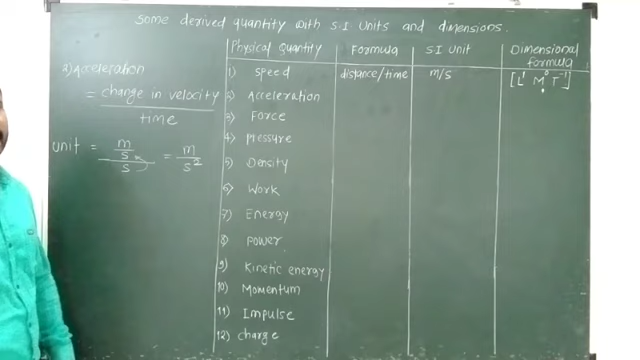 Some derived quantity with S.I Units and dimensions.
2) Acceleration
= change in velocity
time
unit = m/s / s = m/s²
Physical Quantity Formula S.I Unit Dimensional formula
1) Speed distance/time m/s [L¹ M⁰ T⁻¹]
2) Acceleration
3) Force
4) Pressure
5) Density
6) Work
7) Energy
8) Power
9) Kinetic energy
10) Momentum
11) Impulse
12) Charge